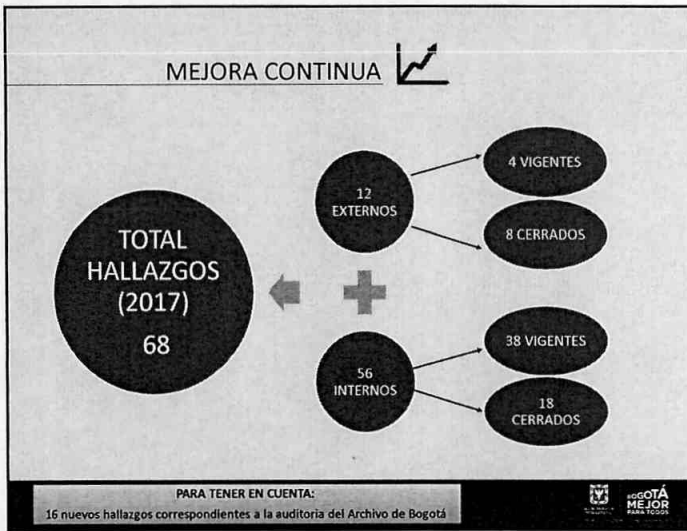 MEJORA CONTINUA
TOTAL
HALLAZGOS
(2017)
68
12
EXTERNOS
4 VIGENTES
8 CERRADOS
56
INTERNOS
38 VIGENTES
18
CERRADOS
PARA TENER EN CUENTA:
16 nuevos hallazgos correspondientes a la auditoria del Archivo de Bogotá
BOGOTÁ
MEJOR
PARA TODOS